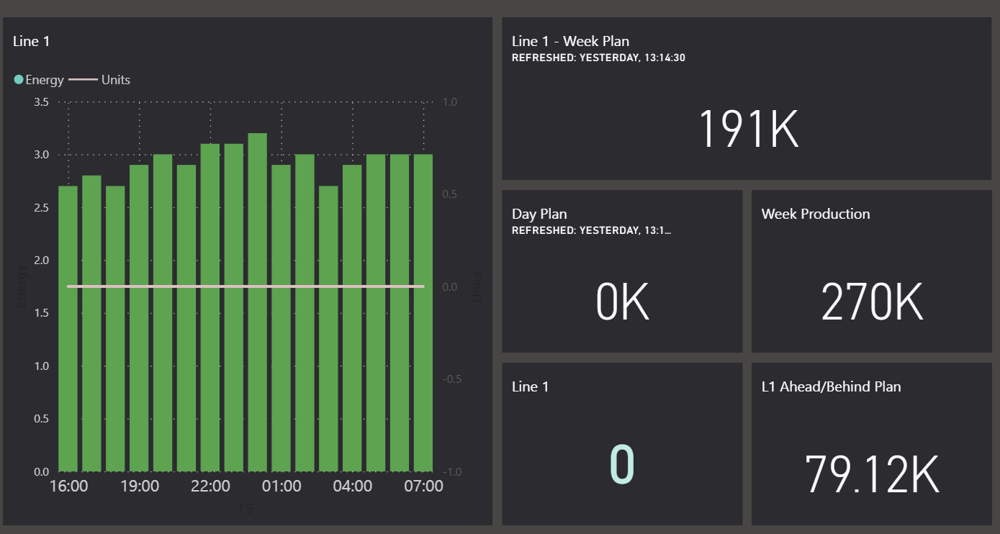 Line 1
Energy Units
3.5
3.0
2.5
2.0
1.5
1.0
0.5
0.0
Energy
1.0
0.5
0.0
-0.5
-1.0
Units
16:00 19:00 22:00 01:00 04:00 07:00
TS
Line 1 - Week Plan
REFRESHED: YESTERDAY, 13:14:30
191K
Day Plan
REFRESHED: YESTERDAY, 13:1...
0K
Week Production
270K
Line 1
0
L1 Ahead/Behind Plan
79.12K